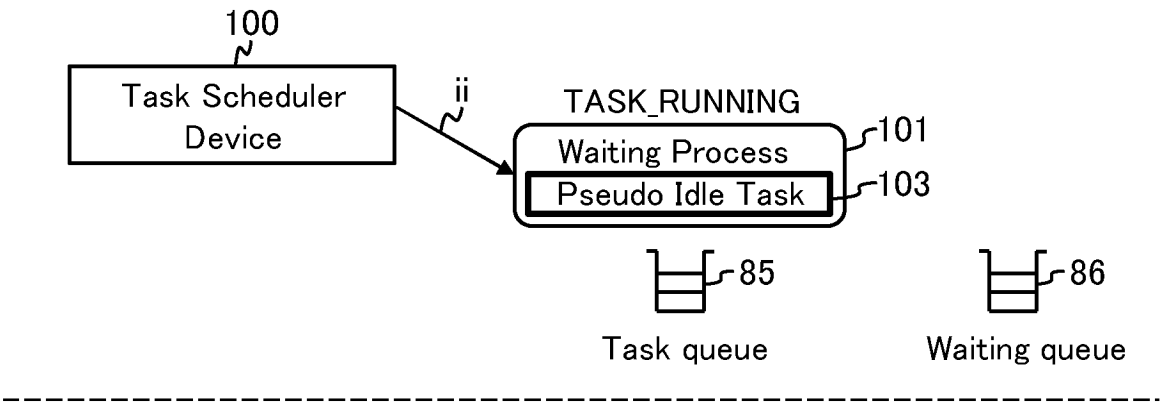 100
Task Scheduler
Device
ii
TASK_RUNNING
Waiting Process
101
Pseudo Idle Task
103
85
86
Task queue
Waiting queue